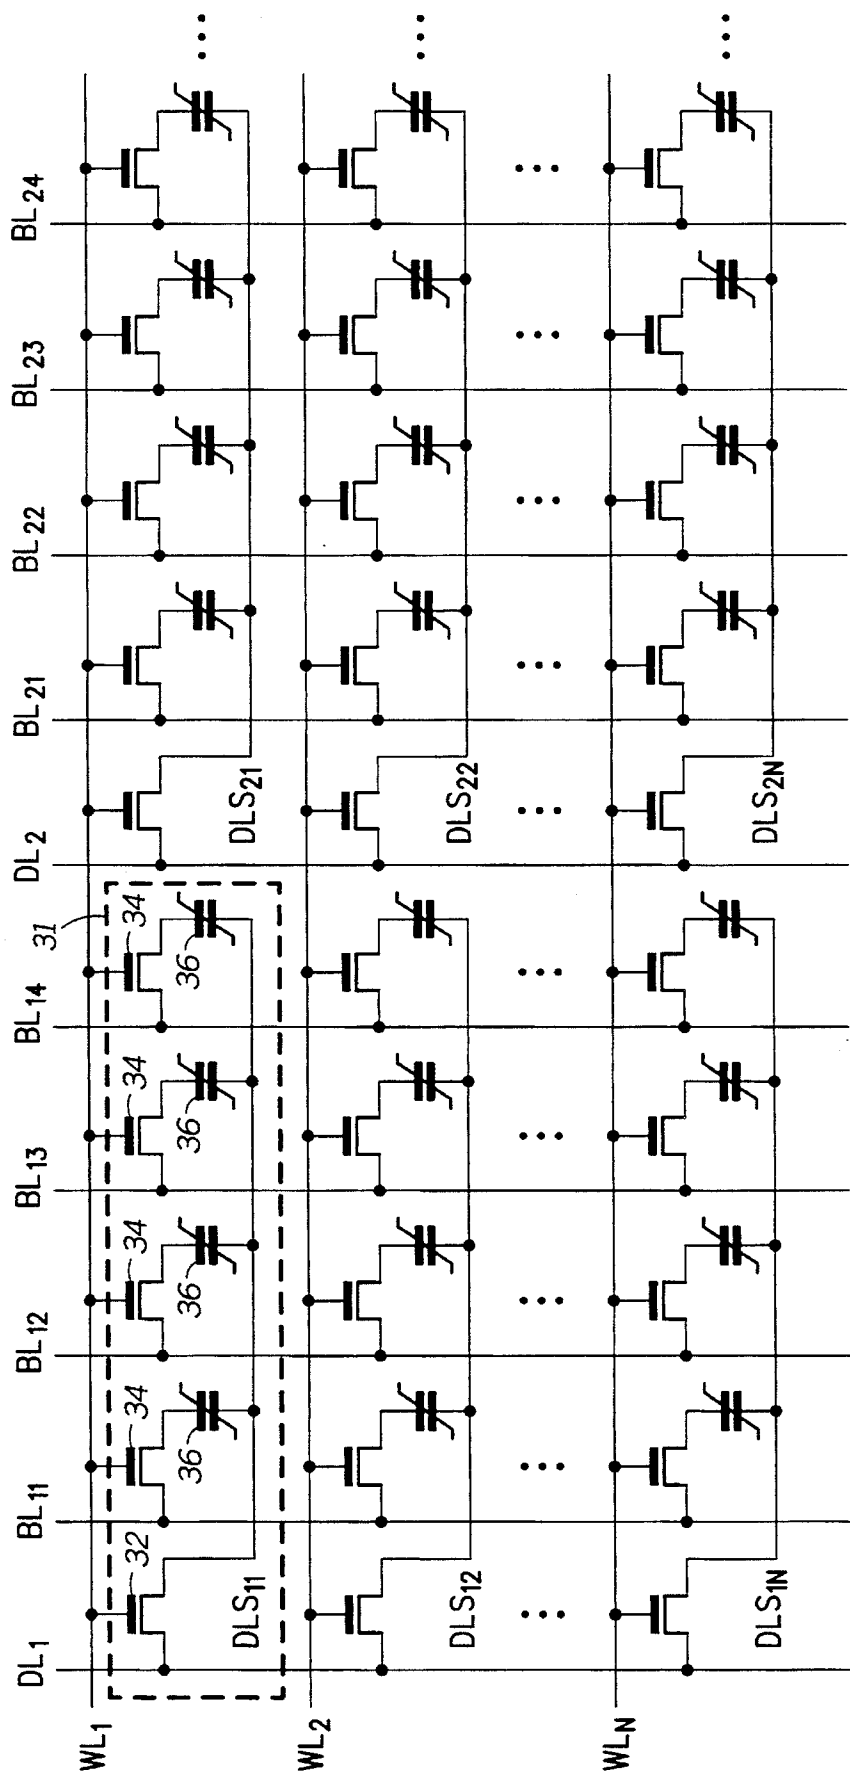 DL1 BL11 BL12 BL13 BL14 DL2 BL21 BL22 BL23 BL24
31
WL1
32 34 34 34 34
36 36 36 36
DLS11 DLS21
WL2
DLS12 DLS22
WLN
DLS1N DLS2N